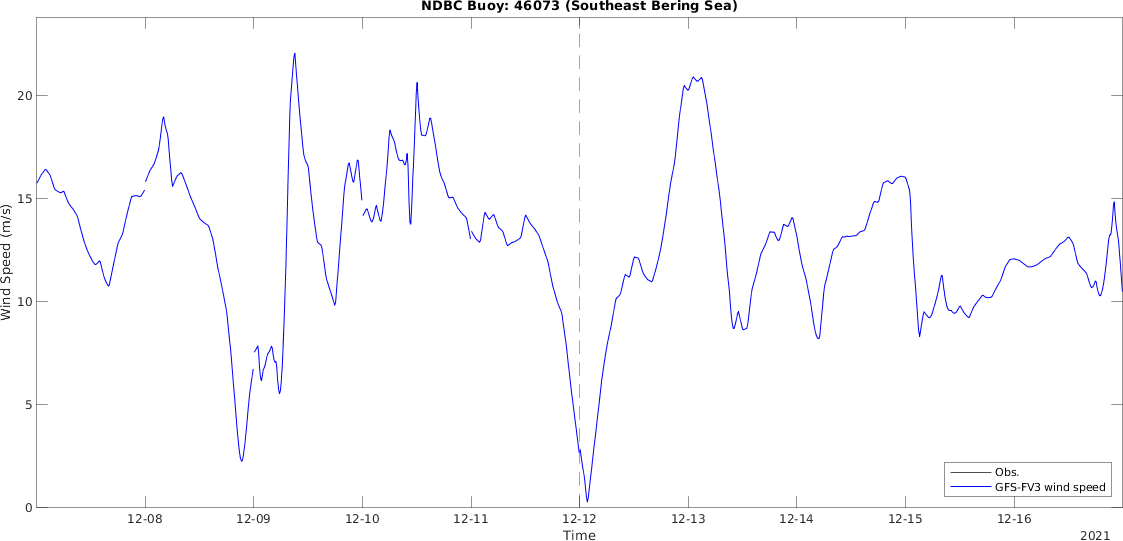 NDBC Buoy: 46073 (Southeast Bering Sea)
Wind Speed (m/s)
20
15
10
5
0
12-08 12-09 12-10 12-11 12-12 12-13 12-14 12-15 12-16
Time
2021
Obs.
GFS-FV3 wind speed